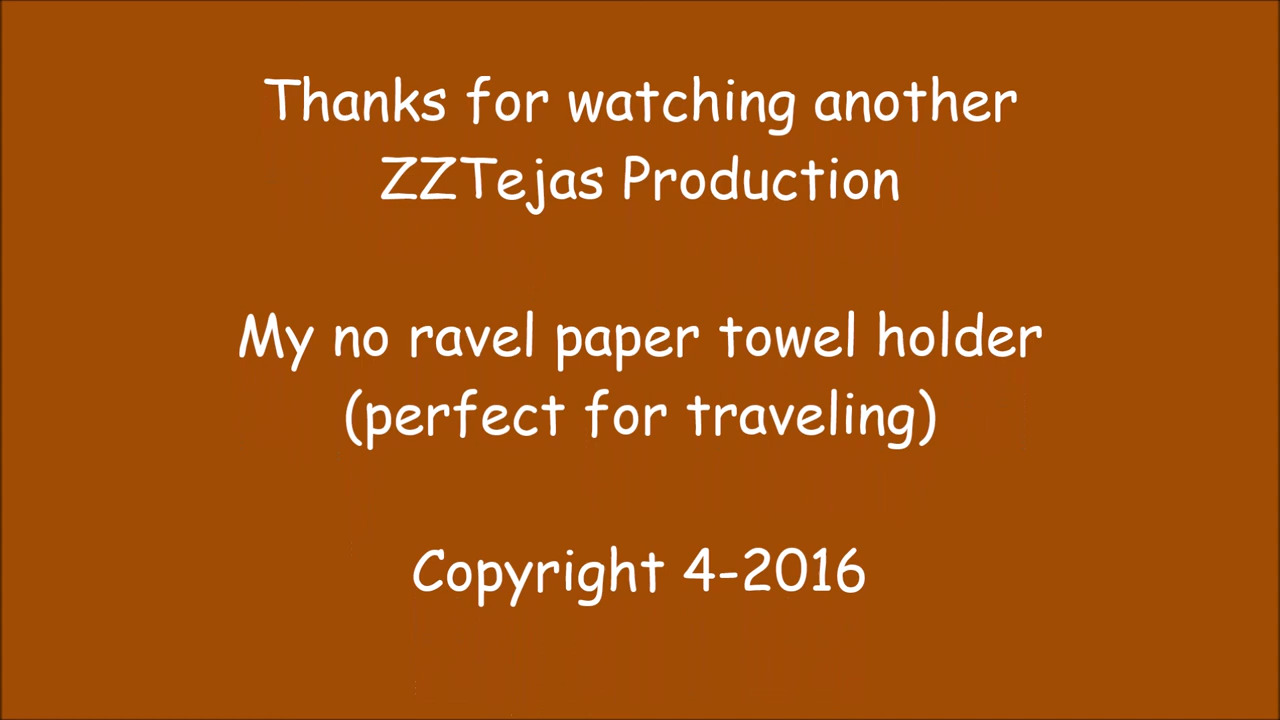 Thanks for watching another
ZZTejas Production
My no ravel paper towel holder
(perfect for traveling)
Copyright 4-2016